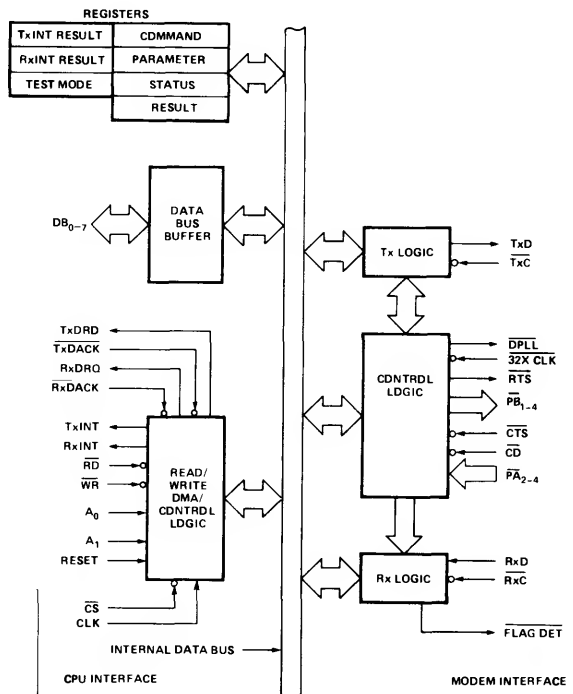 REGISTERS
TxINT RESULT
CDMMAND
RxINT RESULT
PARAMETER
TEST MODE
STATUS
RESULT
DB0-7
DATA
BUS
BUFFER
Tx LOGIC
TxD
TxC
TxDRD
TxDACK
RxDRQ
RxDACK
TxINT
RxINT
RD
WR
A0
A1
RESET
READ/
WRITE
DMA/
CDNTRDL
LDGIC
CS
CLK
CDNTRDL
LDGIC
DPLL
32X CLK
RTS
PB1-4
CTS
CD
PA2-4
Rx LOGIC
RxD
RxC
FLAG DET
INTERNAL DATA BUS
CPU INTERFACE
MODEM INTERFACE